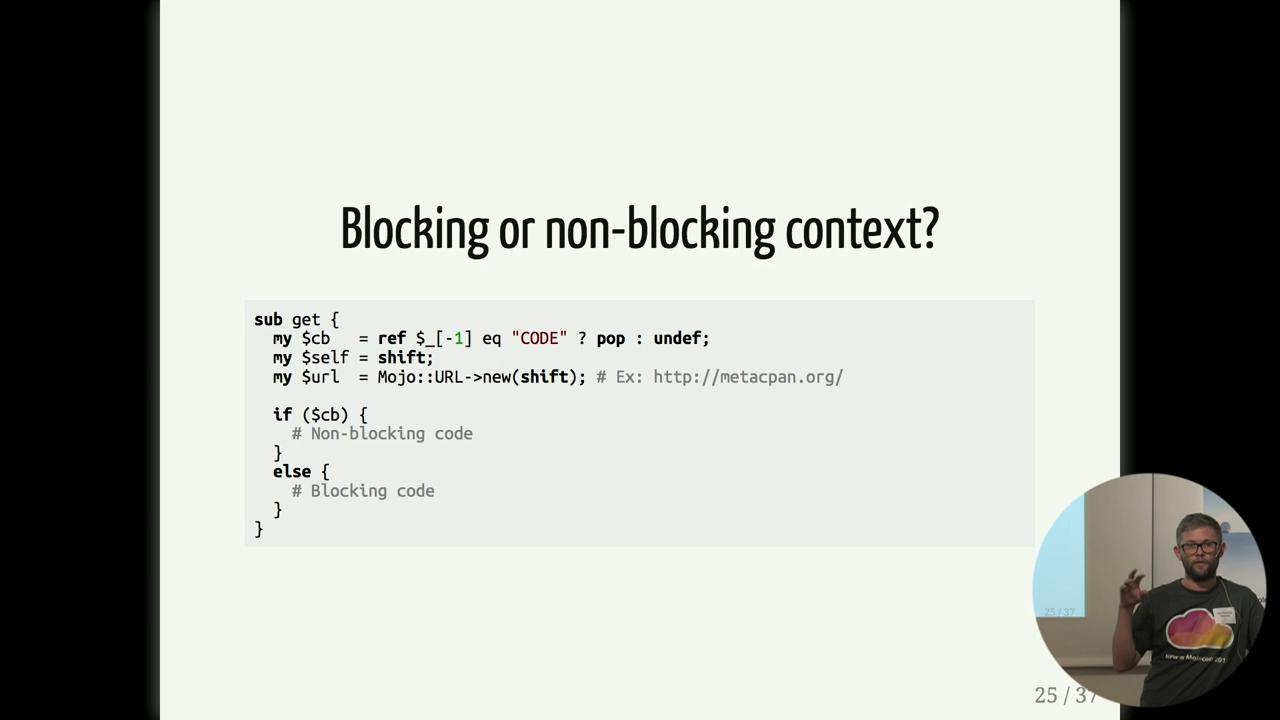 Blocking or non-blocking context?
sub get {
  my $cb   = ref $_[-1] eq "CODE" ? pop : undef;
  my $self = shift;
  my $url  = Mojo::URL->new(shift); # Ex: http://metacpan.org/
  if ($cb) {
    # Non-blocking code
  }
  else {
    # Blocking code
  }
}
25 / 37
25 / 37